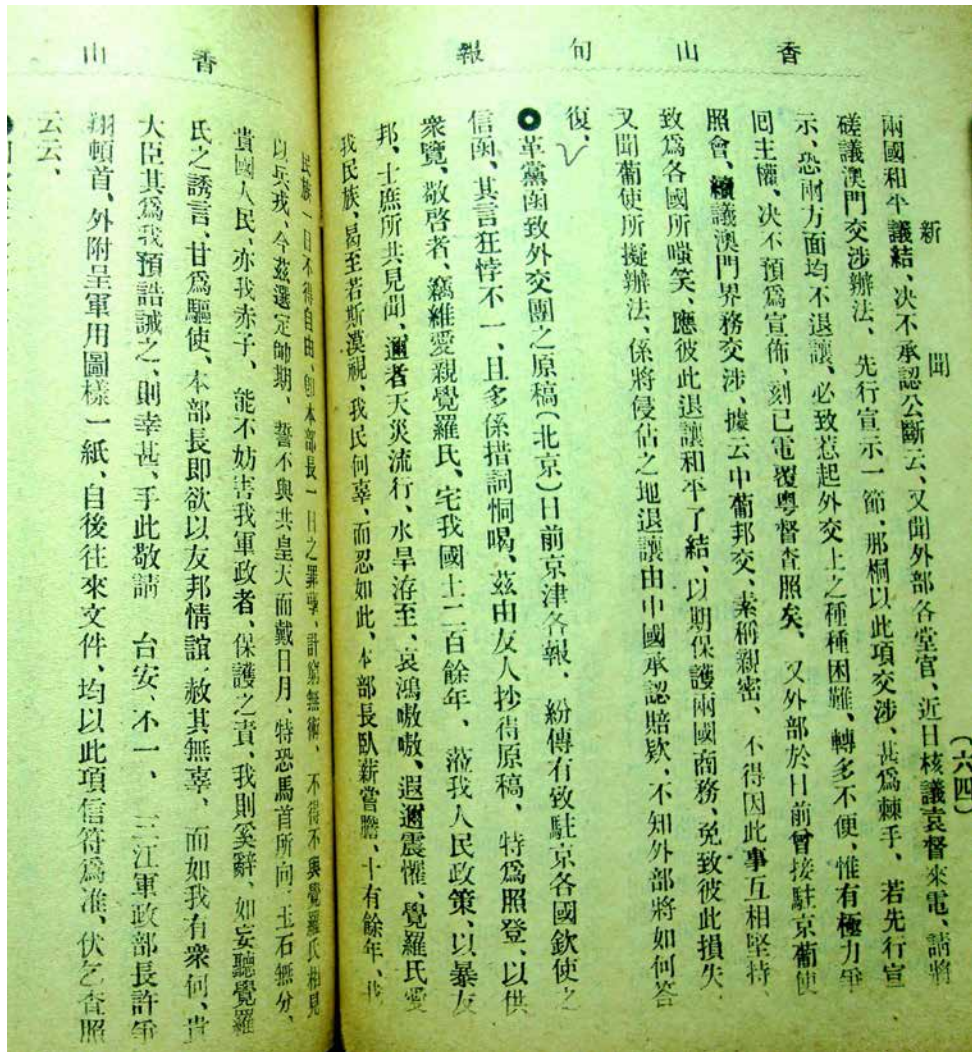 香山旬報
新聞
(六四)
兩國和平議結、決不承認公斷云、又聞外部各堂官、近日核議袁督來電、請將
磋議澳門交涉辦法、先行宣示一節、那桐以此項交涉、甚爲棘手、若先行宣
示、恐兩方面均不退讓、必致惹起外交上之種種困難、轉多不便、惟有極力爭
回主權、決不預爲宣佈、刻已電覆粵督查照矣、又外部於日前曾接駐京葡使
照會、續議澳門界務交涉、據云中葡邦交、素稱親密、不得因此事互相堅持、
致爲各國所嗤笑、應彼此退讓和平了結、以期保護兩國商務、免致彼此損失、
又聞葡使所擬辦法、係將侵佔之地退讓由中國承認賠欵、不知外部將如何答
復、
●革黨函致外交團之原稿(北京)日前京津各報、紛傳有致駐京各國欽使之
信函、其言狂悖不一、且多係措詞恫喝、茲由友人抄得原稿、特爲照登、以供
衆覽、敬啓者、竊維愛親覺羅氏、宅我國土二百餘年、蒞我人民政策、以暴友
邦、士庶所共見聞、邇者天災流行、水旱洊至、哀鴻嗷嗷、遐邇震懼、覺羅氏愛
我民族、曷至若斯漠視、我民何辜、而忍如此、本部長臥薪嘗膽、十有餘年、我
香山
民族一日不得自由、卽本部長一日之罪孽、計窮無術、不得不與覺羅氏相見
以兵戎、今茲選定師期、誓不與共皇天而戴日月、特恐馬首所向、玉石無分、
貴國人民、亦我赤子、能不妨害我軍政者、保護之責、我則奚辭、如妄聽覺羅
氏之誘言、甘爲驅使、本部長即欲以友邦情誼、赦其無辜、而如我有衆何、貴
大臣其爲我預誥誡之、則幸甚、手此敬請 台安、不一、三江軍政部長許爭
翔頓首、外附呈軍用圖樣一紙、自後往來文件、均以此項信符爲准、伏乞查照
云云、